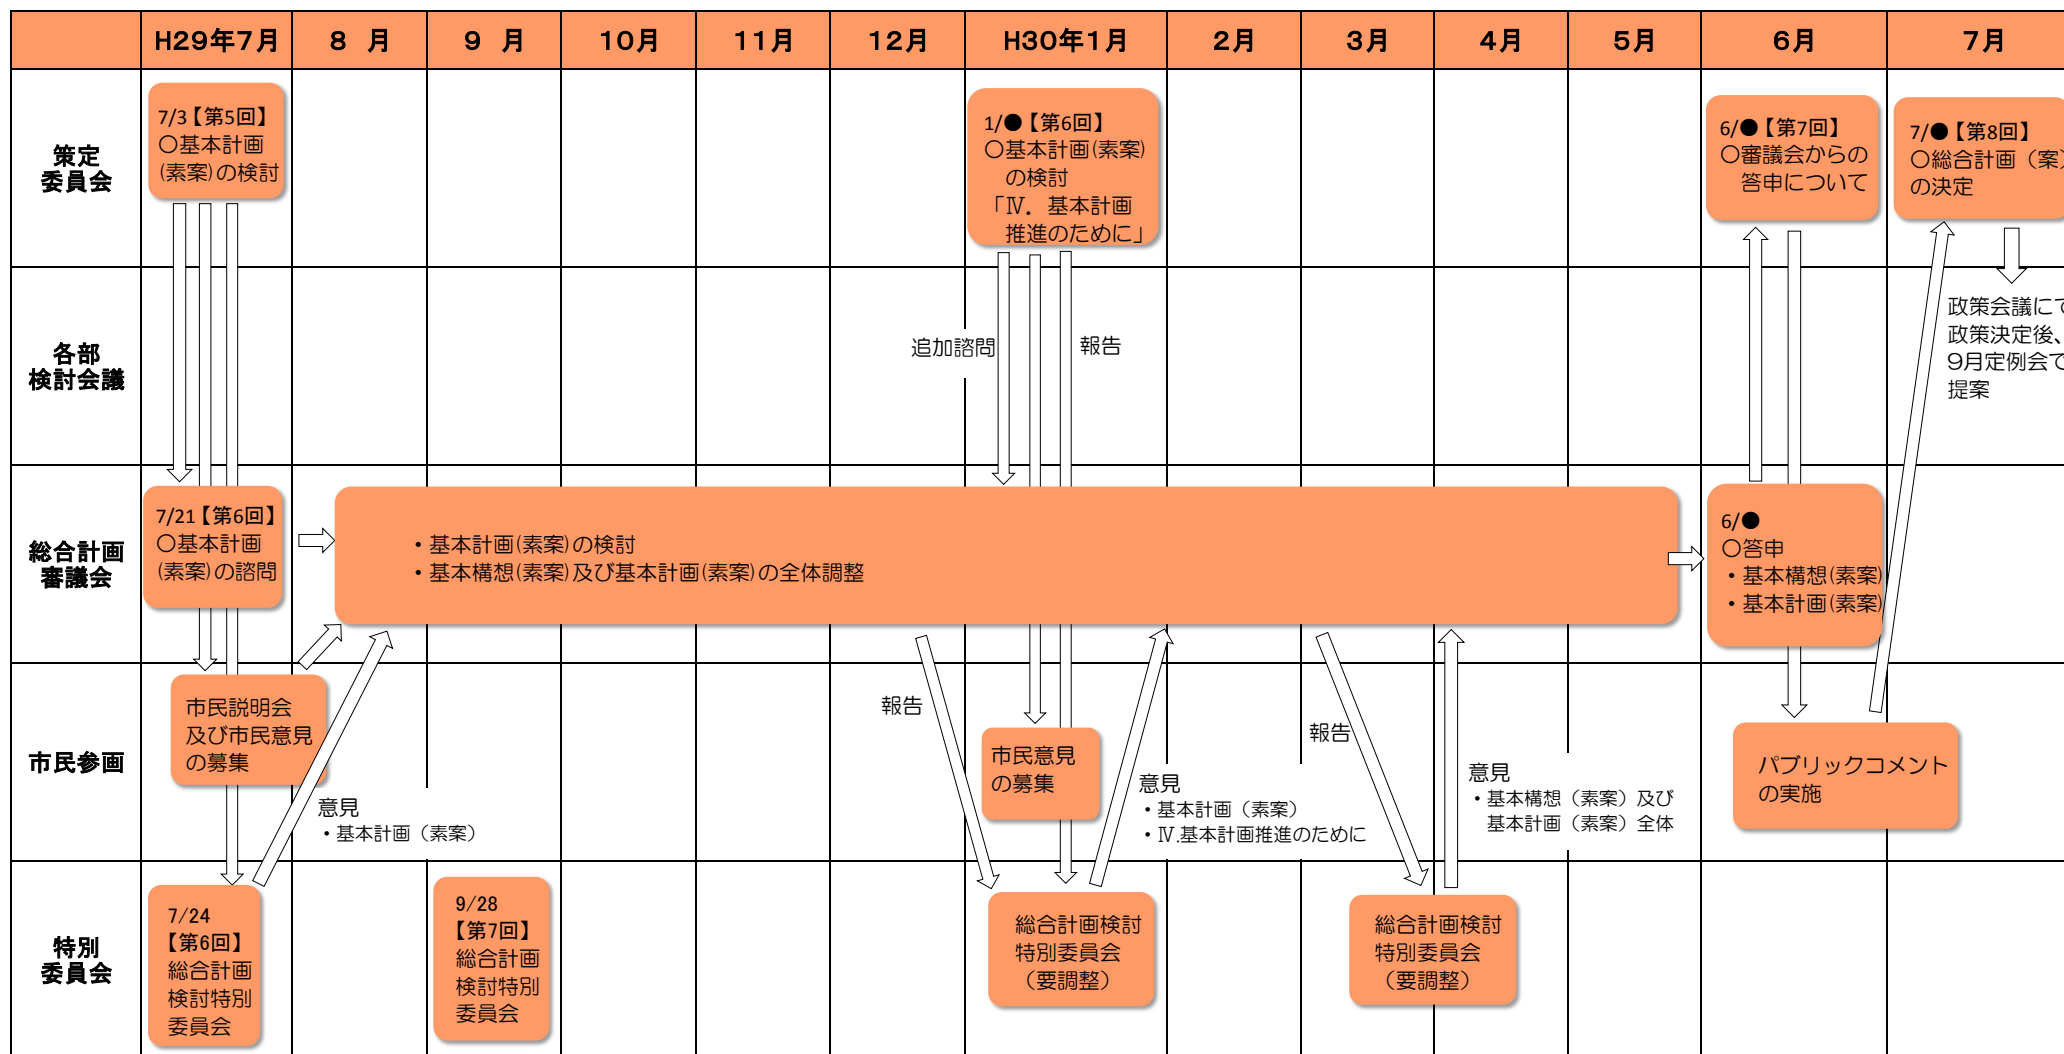 H29年7月
8 月
9 月
10月
11月
12月
H30年1月
2月
3月
4月
5月
6月
7月
策定
委員会
7/3【第5回】
○基本計画
(素案)の検討
1/●【第6回】
○基本計画(素案)
の検討
「Ⅳ．基本計画
推進のために」
6/●【第7回】
○審議会からの
答申について
7/●【第8回】
○総合計画（案）
の決定
各部
検討会議
追加諮問
報告
政策会議にて
政策決定後、
9月定例会で
提案
総合計画
審議会
7/21【第6回】
○基本計画
(素案)の諮問
・基本計画(素案)の検討
・基本構想(素案)及び基本計画(素案)の全体調整
6/●
○答申
・基本構想(素案)
・基本計画(素案)
市民参画
市民説明会
及び市民意見
の募集
意見
・基本計画（素案）
報告
市民意見
の募集
意見
・基本計画（素案）
・Ⅳ.基本計画推進のために
報告
意見
・基本構想（素案）及び
基本計画（素案）全体
パブリックコメント
の実施
特別
委員会
7/24
【第6回】
総合計画
検討特別
委員会
9/28
【第7回】
総合計画
検討特別
委員会
総合計画検討
特別委員会
（要調整）
総合計画検討
特別委員会
（要調整）